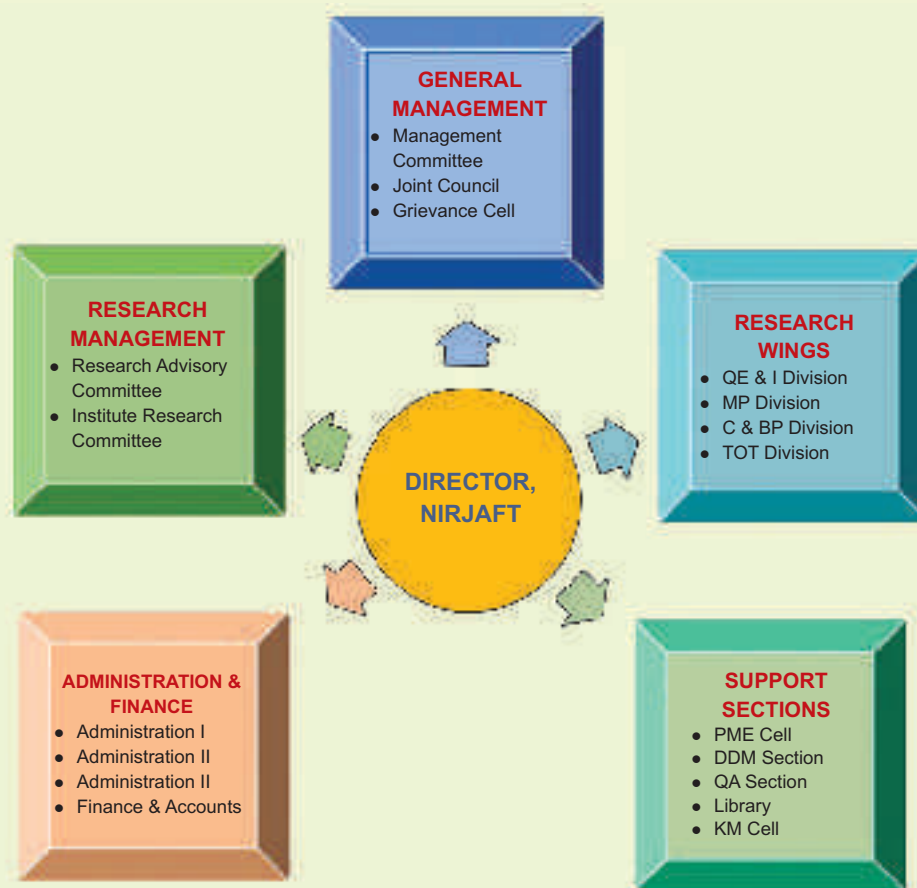 GENERAL
MANAGEMENT
● Management
Committee
● Joint Council
● Grievance Cell
RESEARCH
MANAGEMENT
● Research Advisory
Committee
● Institute Research
Committee
RESEARCH
WINGS
● QE & I Division
● MP Division
● C & BP Division
● TOT Division
DIRECTOR,
NIRJAFT
ADMINISTRATION &
FINANCE
● Administration I
● Administration II
● Administration II
● Finance & Accounts
SUPPORT
SECTIONS
● PME Cell
● DDM Section
● QA Section
● Library
● KM Cell